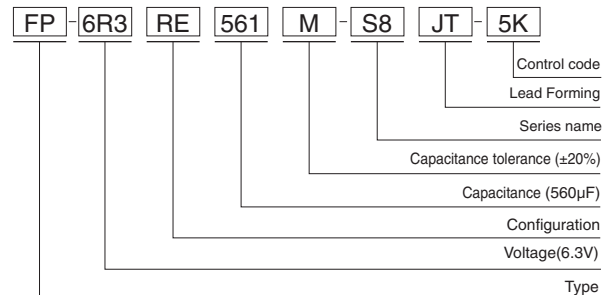 FP - 6R3 RE 561 M - S8 JT - 5K
Control code
Lead Forming
Series name
Capacitance tolerance (±20%)
Capacitance (560µF)
Configuration
Voltage(6.3V)
Type